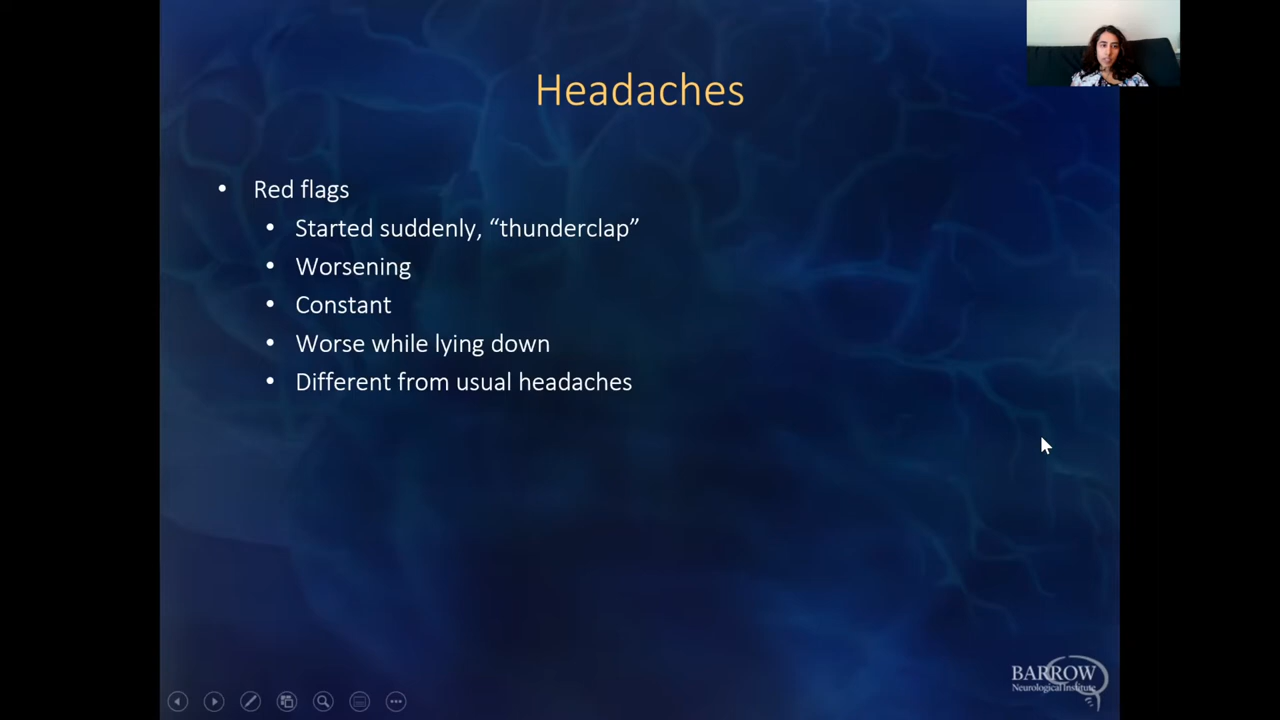 Headaches
• Red flags
• Started suddenly, “thunderclap”
• Worsening
• Constant
• Worse while lying down
• Different from usual headaches
BARROW
Neurological Institute